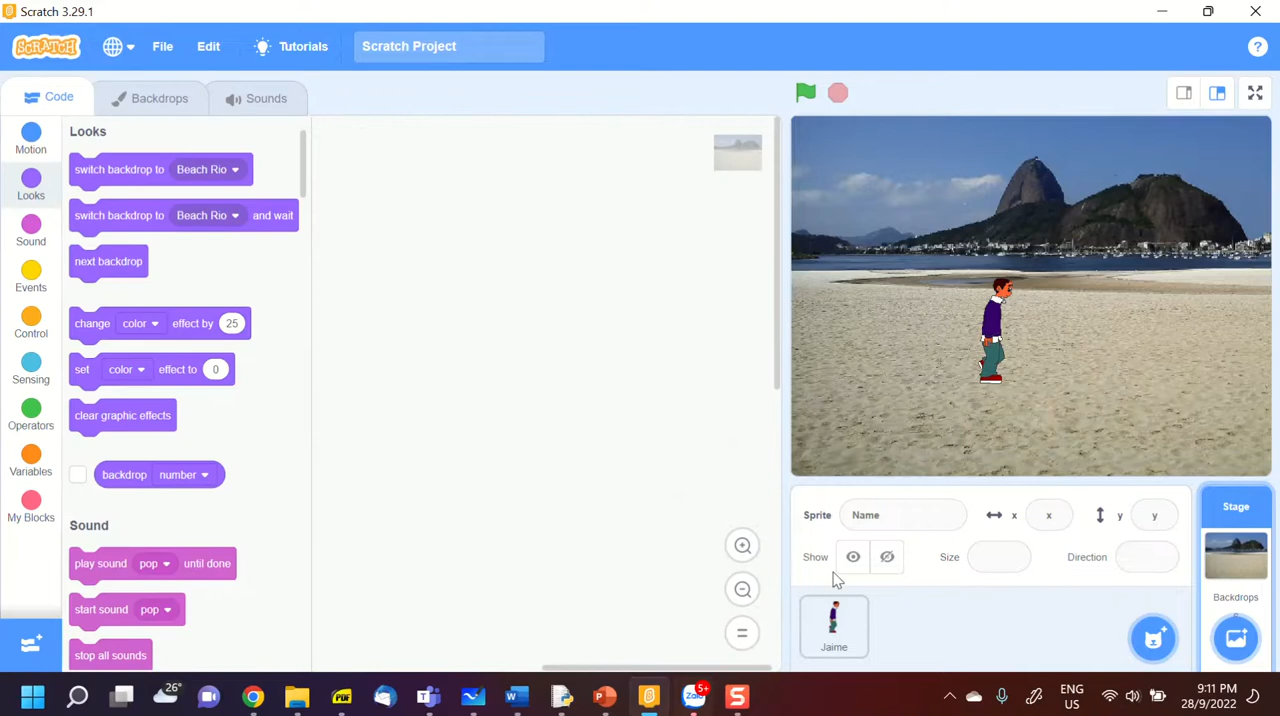 Scratch 3.29.1
SCRATCH
File
Edit
Tutorials
Scratch Project
?
Code
Backdrops
Sounds
Motion
Looks
Sound
Events
Control
Sensing
Operators
Variables
My Blocks
Looks
switch backdrop to Beach Rio
switch backdrop to Beach Rio and wait
next backdrop
change color effect by 25
set color effect to 0
clear graphic effects
backdrop number
Sound
play sound pop until done
start sound pop
stop all sounds
Sprite Name x x y y
Show Size Direction
Jaime
Stage
Backdrops
26°
PDF
Zalo
5+
ENG
US
9:11 PM
28/9/2022